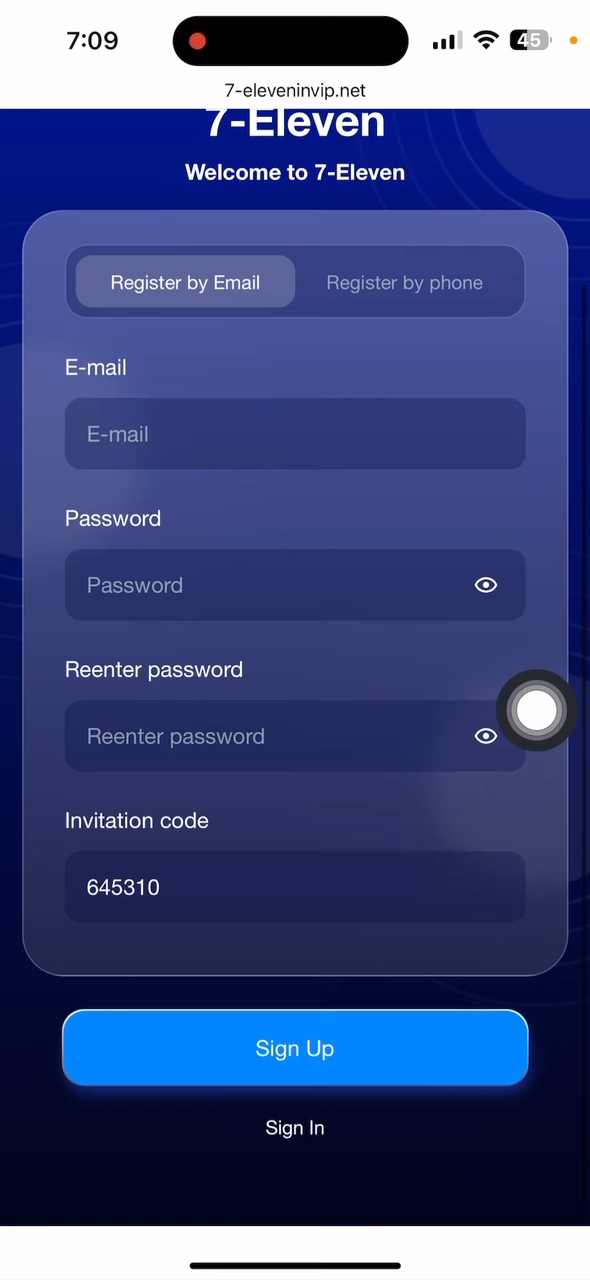 7:09
45
7-eleveninvip.net
7-Eleven
Welcome to 7-Eleven
Register by Email
Register by phone
E-mail
E-mail
Password
Password
Reenter password
Reenter password
Invitation code
645310
Sign Up
Sign In